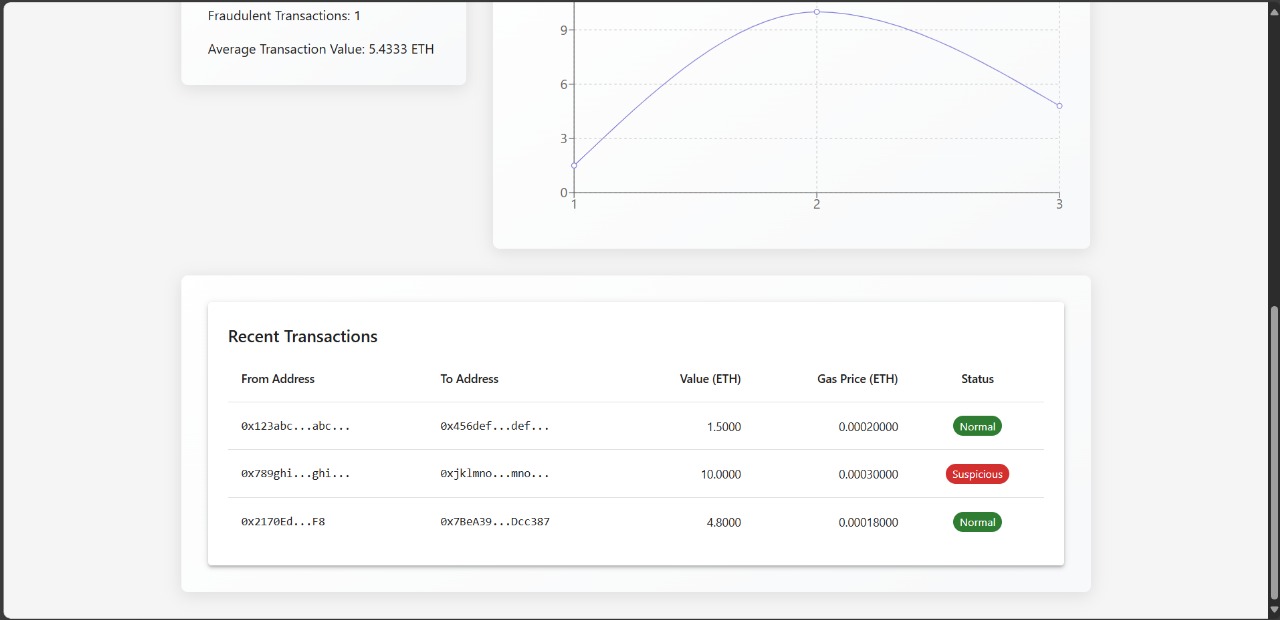 Fraudulent Transactions: 1
Average Transaction Value: 5.4333 ETH
9
6
3
0
1 2 3
Recent Transactions
From Address To Address Value (ETH) Gas Price (ETH) Status
0x123abc...abc... 0x456def...def... 1.5000 0.00020000 Normal
0x789ghi...ghi... 0xjklmno...mno... 10.0000 0.00030000 Suspicious
0x2170Ed...F8 0x7BeA39...Dcc387 4.8000 0.00018000 Normal